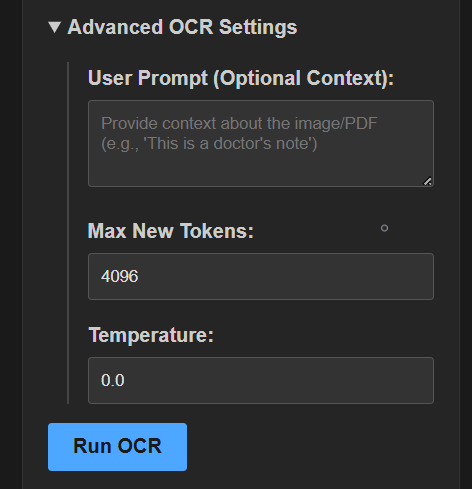 ▼ Advanced OCR Settings
User Prompt (Optional Context):
Provide context about the image/PDF
(e.g., 'This is a doctor's note')
Max New Tokens:
4096
Temperature:
0.0
Run OCR